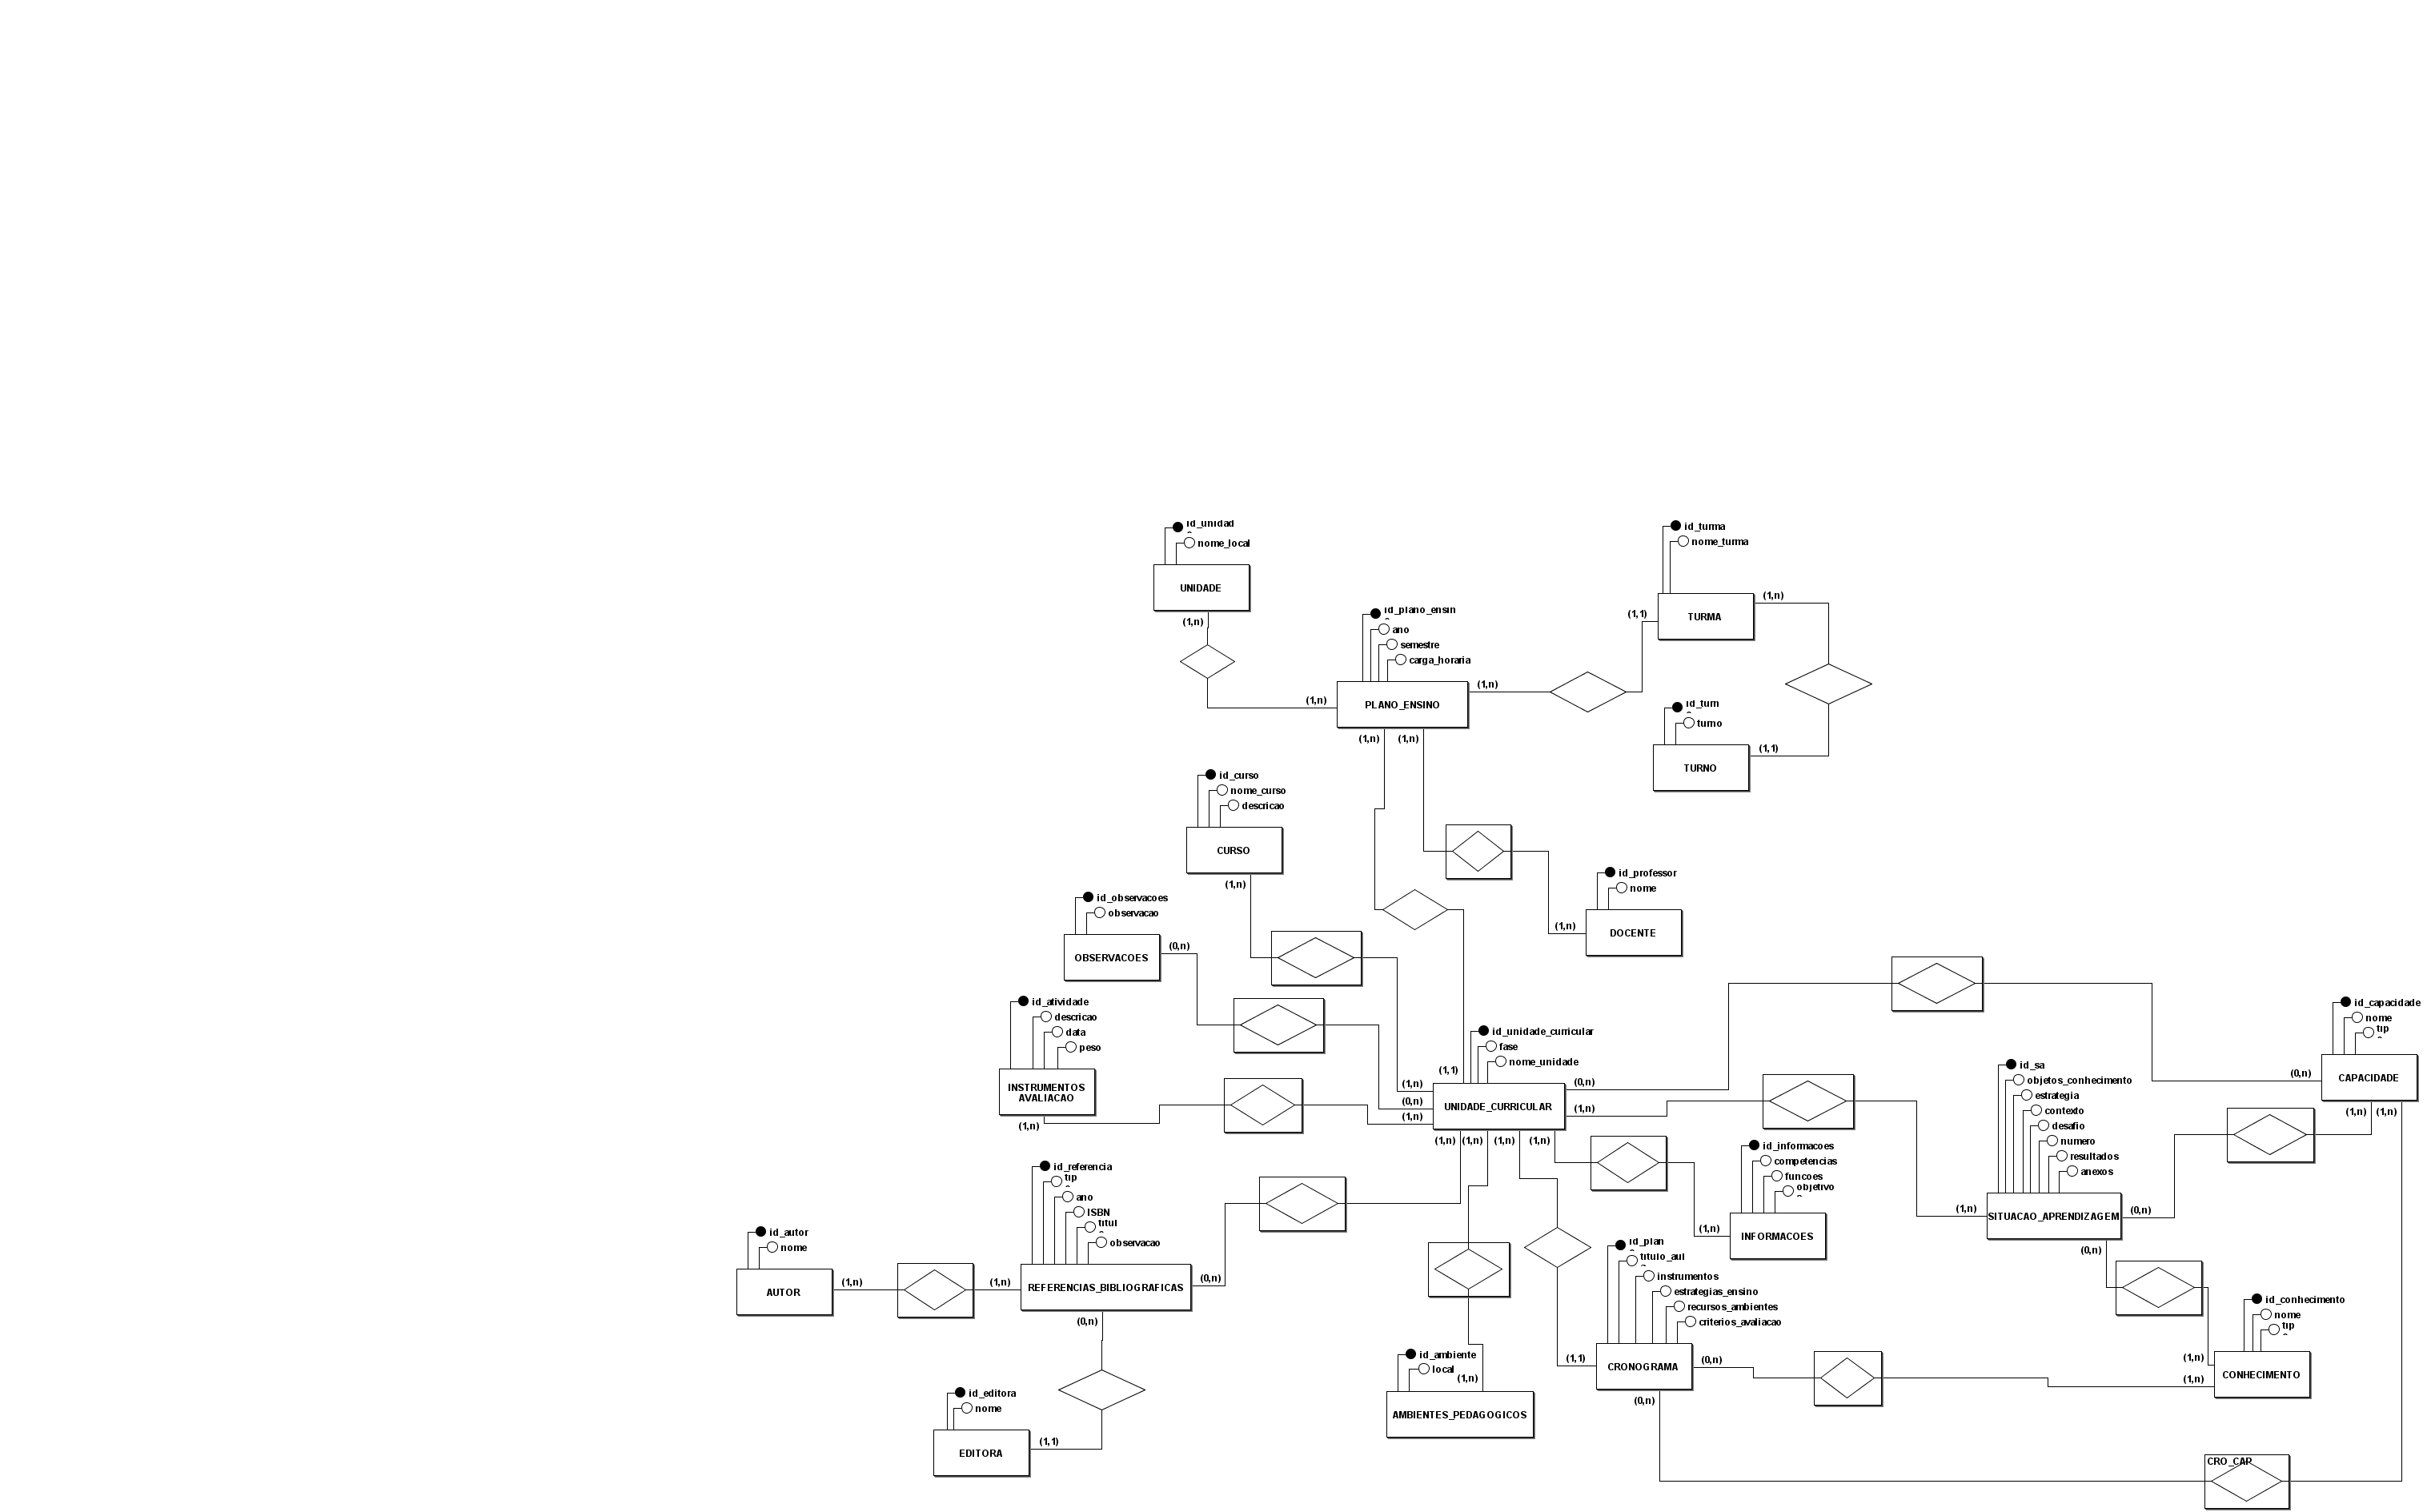 id_unidad
nome_local
UNIDADE
(1,n)
(1,n)
id_turma
nome_turma
TURMA
(1,n)
(1,1)
id_plano_ensin
ano
semestre
carga_horaria
PLANO_ENSINO
(1,n)
(1,n)
(1,n)
id_turn
turno
TURNO
(1,1)
id_curso
nome_curso
descricao
CURSO
(1,n)
id_professor
nome
DOCENTE
(1,n)
id_observacoes
observacao
OBSERVACOES
(0,n)
id_atividade
descricao
data
peso
INSTRUMENTOS
AVALIACAO
(1,n)
id_unidade_curricular
fase
nome_unidade
UNIDADE_CURRICULAR
(1,1)
(1,n)
(0,n)
(1,n)
(0,n)
(1,n)
(1,n)
(1,n)
(1,n)
(1,n)
id_capacidade
nome
tip
CAPACIDADE
(0,n)
(1,n)
(1,n)
id_sa
objetos_conhecimento
estrategia
contexto
desafio
numero
resultados
anexos
SITUACAO_APRENDIZAGEM
(1,n)
(0,n)
(0,n)
id_informacoes
competencias
funcoes
objetivo
INFORMACOES
(1,n)
id_referencia
tip
ano
ISBN
titul
observacao
REFERENCIAS_BIBLIOGRAFICAS
(1,n)
(0,n)
(0,n)
id_autor
nome
AUTOR
(1,n)
id_plan
titulo_aul
instrumentos
estrategias_ensino
recursos_ambientes
criterios_avaliacao
CRONOGRAMA
(1,1)
(0,n)
(0,n)
id_conhecimento
nome
tip
CONHECIMENTO
(1,n)
(1,n)
id_ambiente
local
(1,n)
AMBIENTES_PEDAGOGICOS
id_editora
nome
EDITORA
(1,1)
CRO_CAP